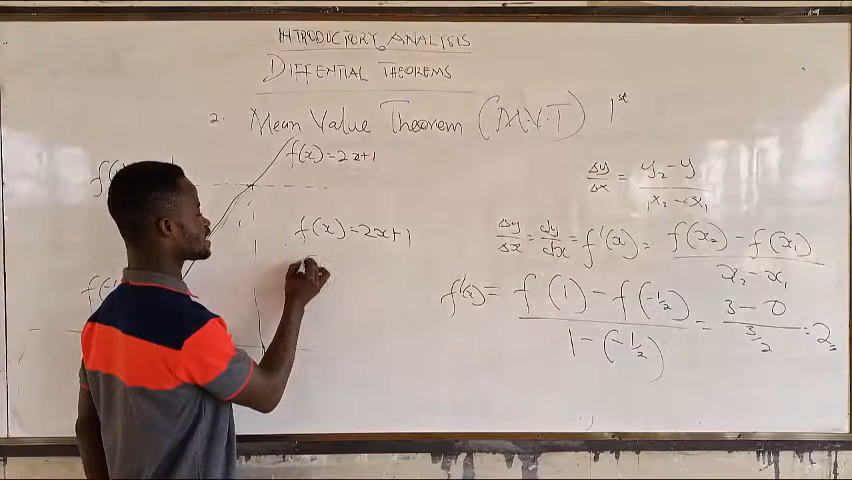 INTRODUCTORY ANALYSIS
DIFFENTIAL THEOREMS
2. Mean Value Theorem (M.V.T) 1st
f(x)=2x+1
Δy/Δx = y₂-y/x₂-x₁
f(x)=2x+1
Δy/Δx = dy/dx = f'(x) = f(x₂)-f(x₁)/x₂-x₁
f'(x) = f(1)-f(-1/2)/1-(-1/2) = 3-0/3/2 = 2